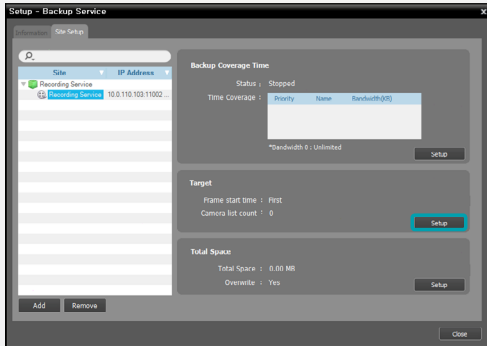 Setup - Backup Service
x
Information
Site Setup
Site
IP Address
Recording Service
Recording Service 10.0.110.103:11002 ...
Add
Remove
Backup Coverage Time
Status : Stopped
Time Coverage :
Priority
Name
Bandwidth(KB)
*Bandwidth 0 : Unlimited
Setup
Target
Frame start time : First
Camera list count : 0
Setup
Total Space
Total Space : 0.00 MB
Overwrite : Yes
Setup
Close